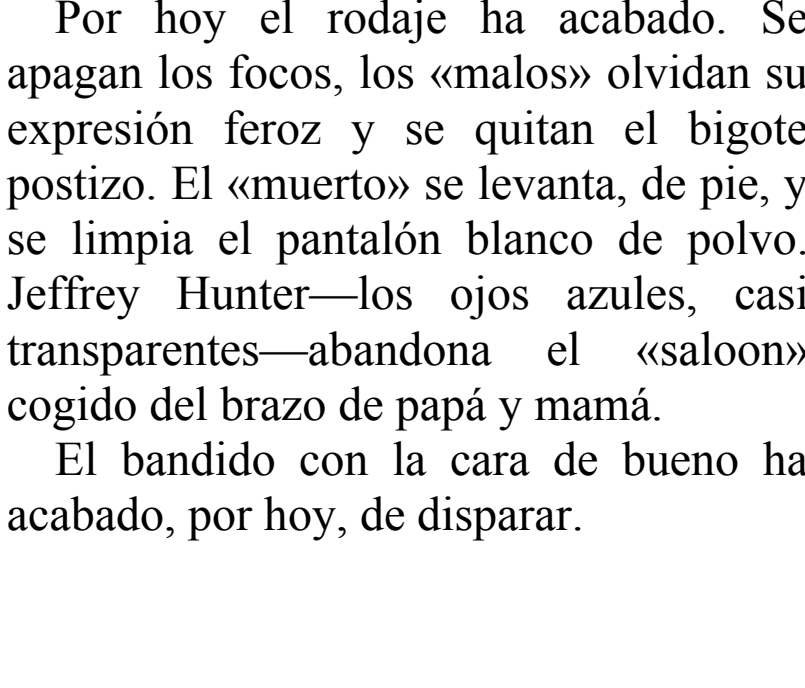 Por hoy el rodaje ha acabado. Se
apagan los focos, los «malos» olvidan su
expresión feroz y se quitan el bigote
postizo. El «muerto» se levanta, de pie, y
se limpia el pantalón blanco de polvo.
Jeffrey Hunter—los ojos azules, casi
transparentes—abandona el «saloon»
cogido del brazo de papá y mamá.
El bandido con la cara de bueno ha
acabado, por hoy, de disparar.